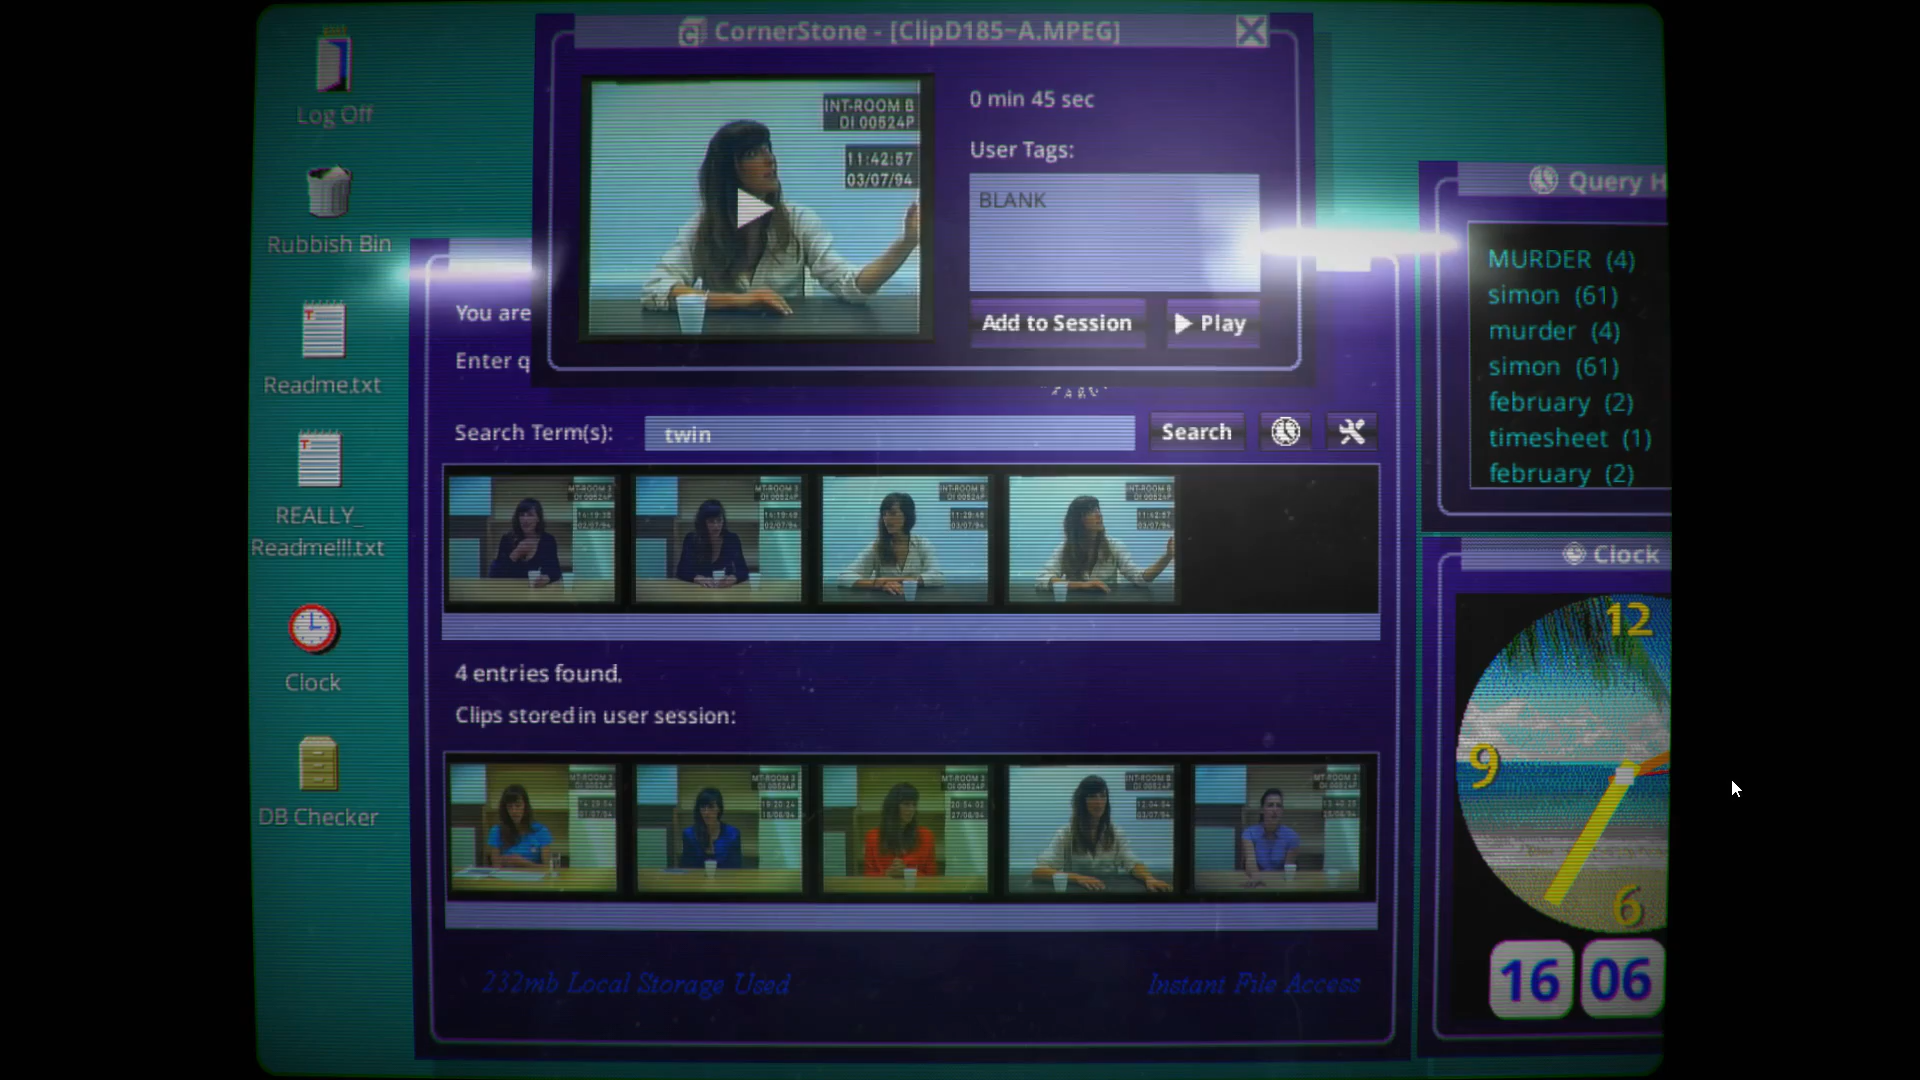 Log Off
Rubbish Bin
Readme.txt
REALLY_
Readme!!!.txt
Clock
DB Checker
CornerStone - [ClipD185~A.MPEG]
INT-ROOM B
DI 00524P
11:42:57
03/07/94
0 min 45 sec
User Tags:
BLANK
Add to Session
Play
You are
Enter q
Search Term(s):
twin
Search
4 entries found.
Clips stored in user session:
232mb Local Storage Used
Instant File Access
Query H
MURDER (4)
simon (61)
murder (4)
simon (61)
february (2)
timesheet (1)
february (2)
Clock
12
9
6
16 06